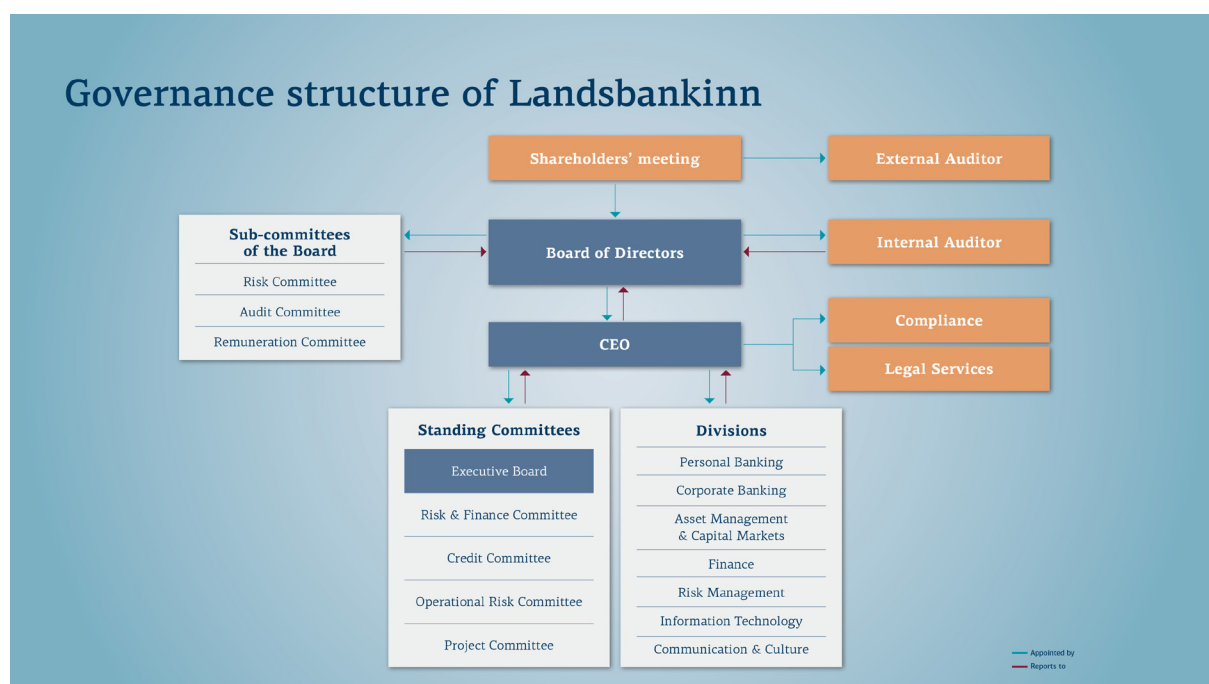 Governance structure of Landsbankinn
Shareholders' meeting
External Auditor
Sub-committees
of the Board
Risk Committee
Audit Committee
Remuneration Committee
Board of Directors
Internal Auditor
CEO
Compliance
Legal Services
Standing Committees
Executive Board
Risk & Finance Committee
Credit Committee
Operational Risk Committee
Project Committee
Divisions
Personal Banking
Corporate Banking
Asset Management
& Capital Markets
Finance
Risk Management
Information Technology
Communication & Culture
Appointed by
Reports to